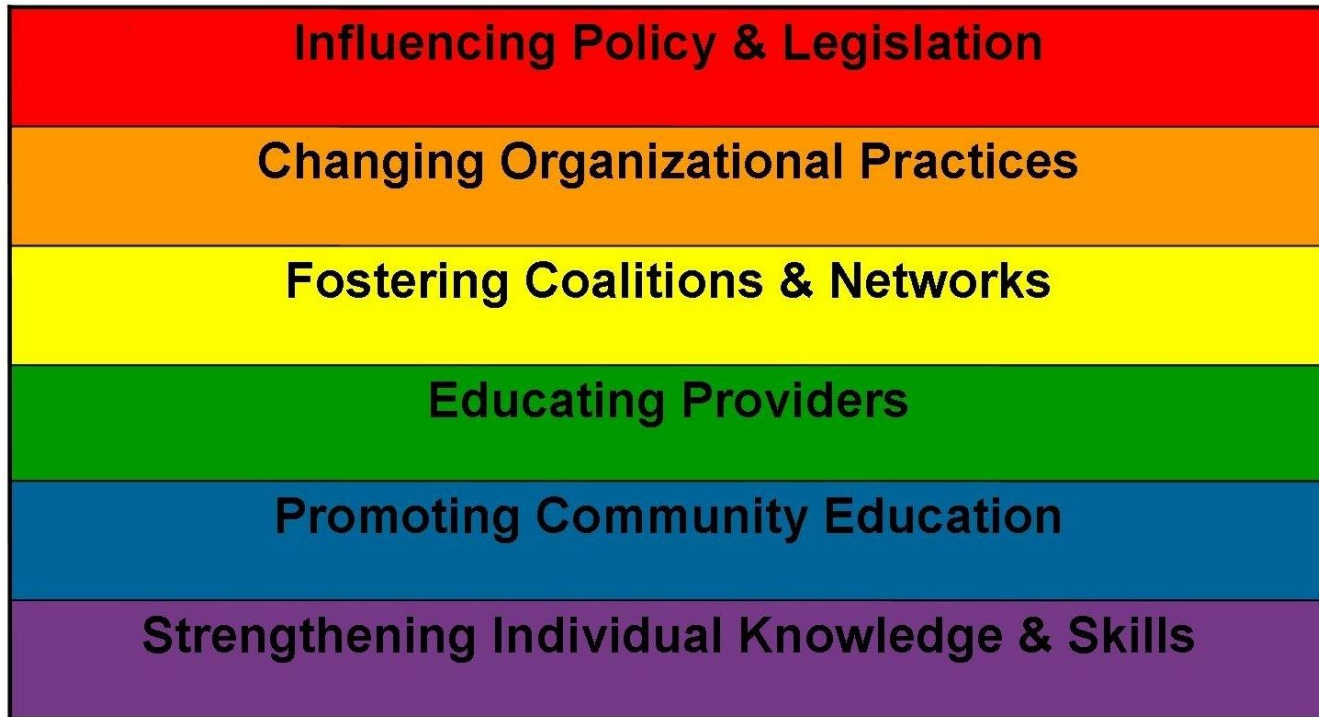 Influencing Policy & Legislation
Changing Organizational Practices
Fostering Coalitions & Networks
Educating Providers
Promoting Community Education
Strengthening Individual Knowledge & Skills